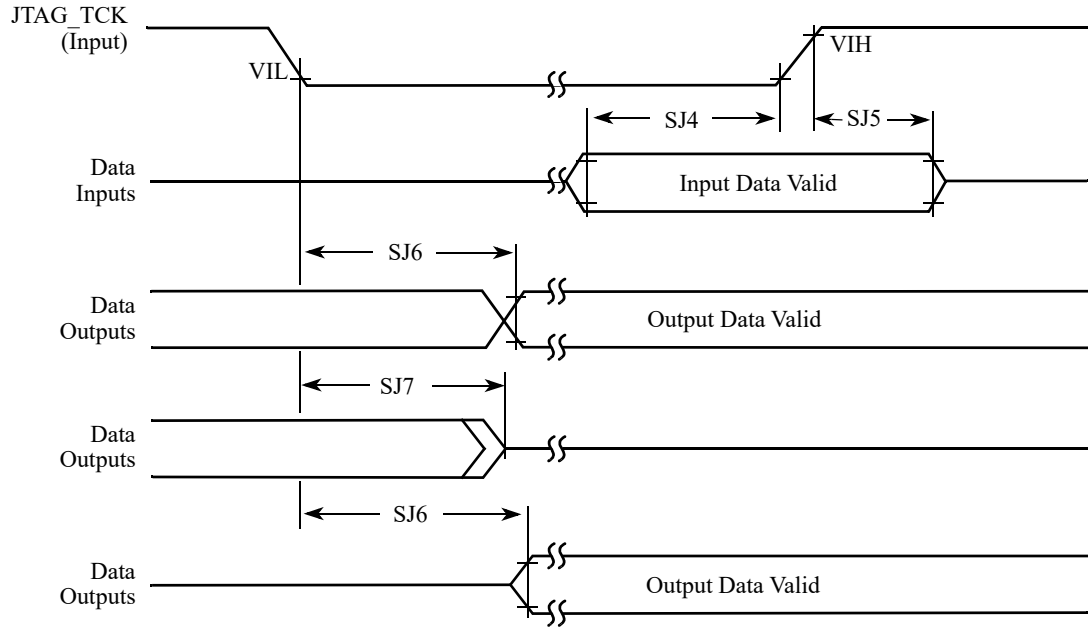 JTAG_TCK
(Input)
VIL
VIH
SJ4
SJ5
Data
Inputs
Input Data Valid
SJ6
Data
Outputs
Output Data Valid
SJ7
Data
Outputs
SJ6
Data
Outputs
Output Data Valid